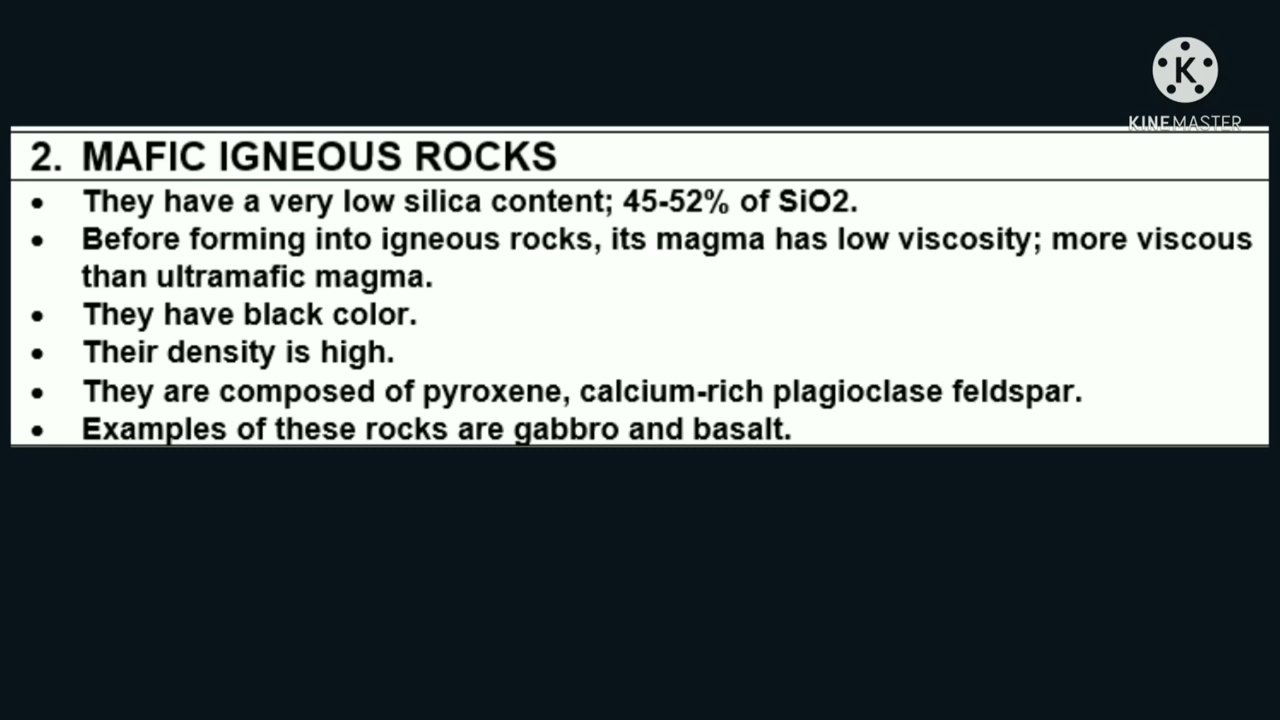 K
KINEMASTER
2. MAFIC IGNEOUS ROCKS
• They have a very low silica content; 45-52% of SiO2.
• Before forming into igneous rocks, its magma has low viscosity; more viscous
than ultramafic magma.
• They have black color.
• Their density is high.
• They are composed of pyroxene, calcium-rich plagioclase feldspar.
• Examples of these rocks are gabbro and basalt.